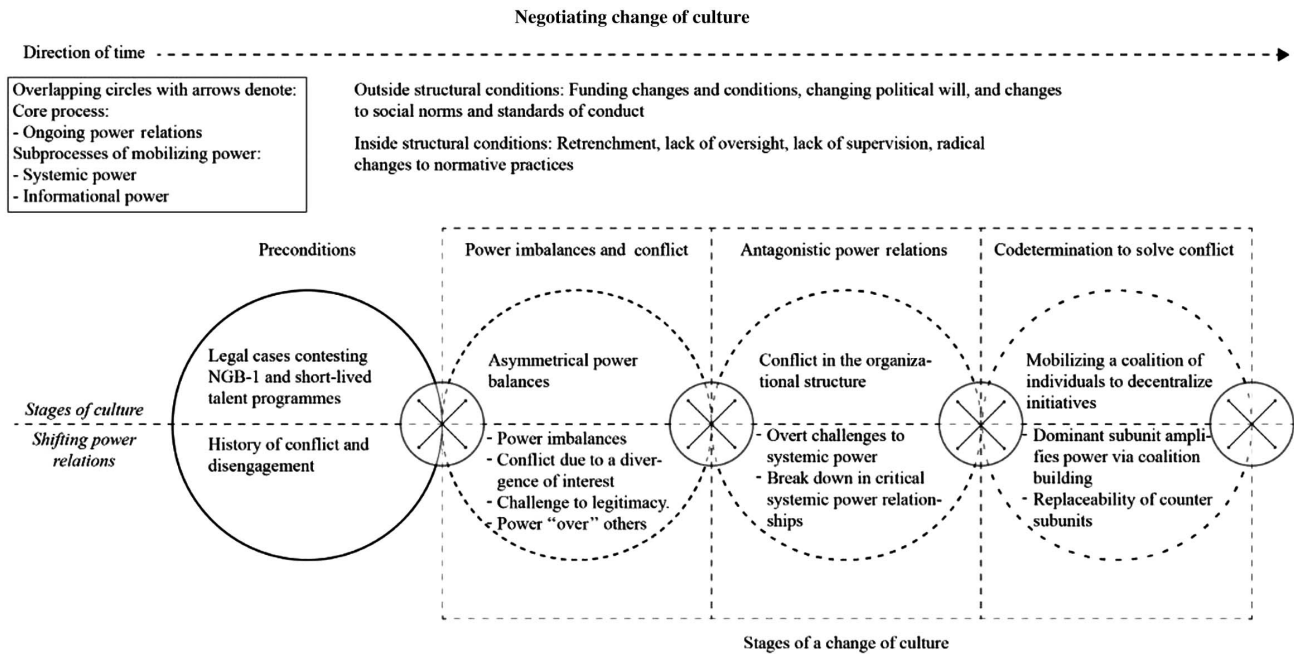 Negotiating change of culture
Direction of time
Overlapping circles with arrows denote:
Core process:
- Ongoing power relations
Subprocesses of mobilizing power:
- Systemic power
- Informational power
Outside structural conditions: Funding changes and conditions, changing political will, and changes
to social norms and standards of conduct
Inside structural conditions: Retrenchment, lack of oversight, lack of supervision, radical
changes to normative practices
Preconditions
Power imbalances and conflict
Antagonistic power relations
Codetermination to solve conflict
Stages of culture
Shifting power
relations
Legal cases contesting
NGB-1 and short-lived
talent programmes
History of conflict and
disengagement
Asymmetrical power
balances
- Power imbalances
- Conflict due to a diver-
gence of interest
- Challenge to legitimacy.
- Power “over” others
Conflict in the organiza-
tional structure
- Overt challenges to
systemic power
- Break down in critical
systemic power relation-
ships
Mobilizing a coalition of
individuals to decentralize
initiatives
- Dominant subunit ampli-
fies power via coalition
building
- Replaceability of counter
subunits
Stages of a change of culture